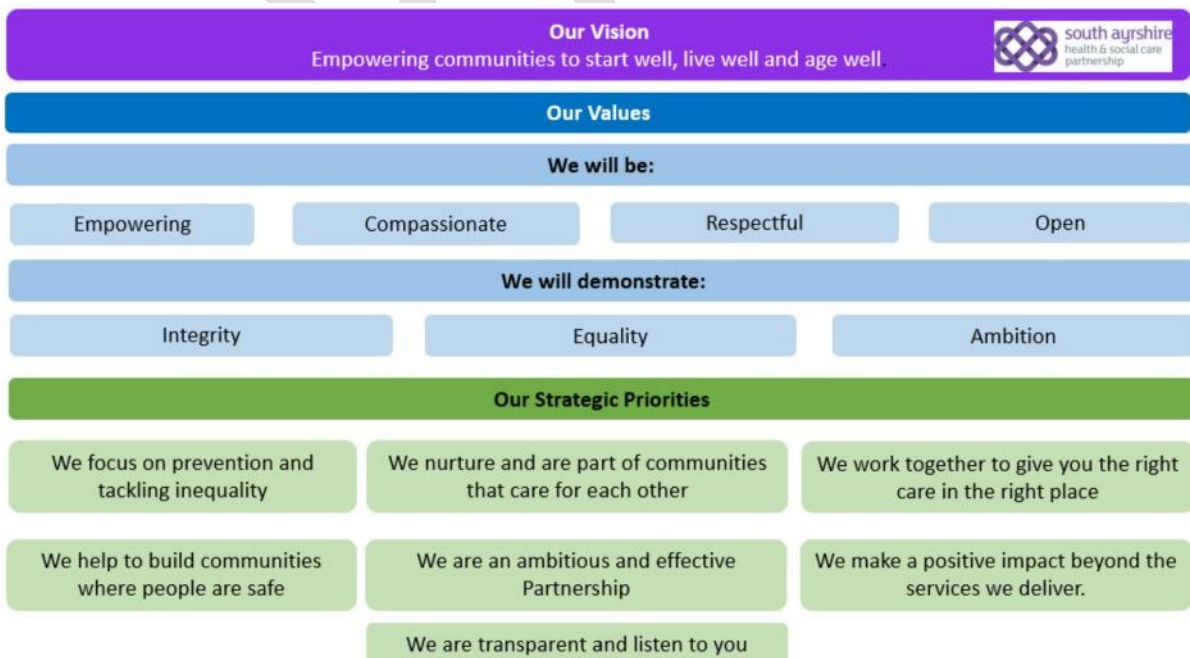 Our Vision
Empowering communities to start well, live well and age well.
south ayrshire
health & social care
partnership
Our Values
We will be:
Empowering
Compassionate
Respectful
Open
We will demonstrate:
Integrity
Equality
Ambition
Our Strategic Priorities
We focus on prevention and
tackling inequality
We nurture and are part of communities
that care for each other
We work together to give you the right
care in the right place
We help to build communities
where people are safe
We are an ambitious and effective
Partnership
We make a positive impact beyond the
services we deliver.
We are transparent and listen to you